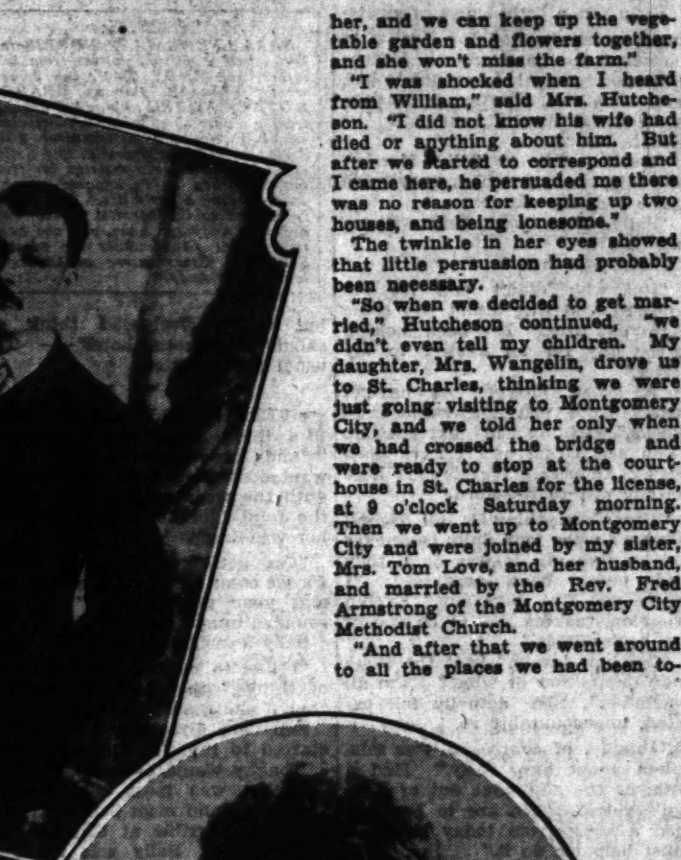 her, and we can keep up the vege-
table garden and flowers together,
and she won't miss the farm."
"I was shocked when I heard
from William," said Mrs. Hutche-
son. "I did not know his wife had
died or anything about him. But
after we started to correspond and
I came here, he persuaded me there
was no reason for keeping up two
houses, and being lonesome."
The twinkle in her eyes showed
that little persuasion had probably
been necessary.
"So when we decided to get mar-
ried," Hutcheson continued, "we
didn't even tell my children. My
daughter, Mrs. Wangelin, drove us
to St. Charles, thinking we were
just going visiting to Montgomery
City, and we told her only when
we had crossed the bridge and
were ready to stop at the court-
house in St. Charles for the license,
at 9 o'clock Saturday morning.
Then we went up to Montgomery
City and were joined by my sister,
Mrs. Tom Love, and her husband,
and married by the Rev. Fred
Armstrong of the Montgomery City
Methodist Church.
"And after that we went around
to all the places we had been to-